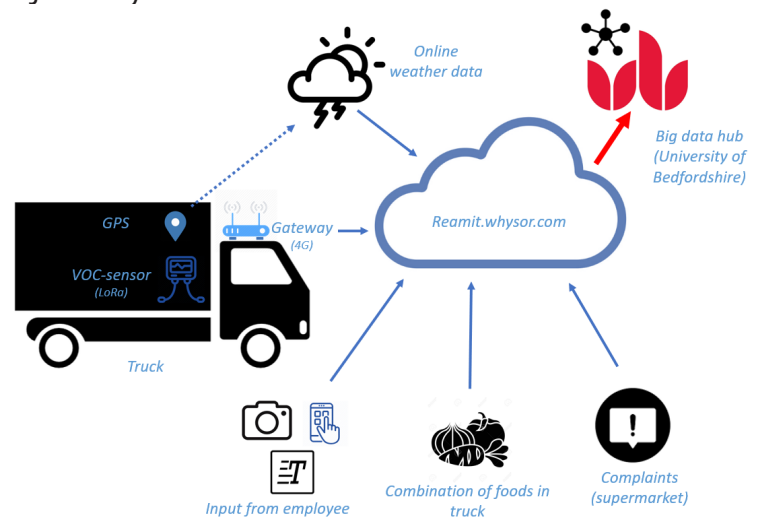 Online
weather data
Big data hub
(University of
Bedfordshire)
Reamit.whysor.com
GPS
Gateway
(4G)
VOC-sensor
(LoRa)
Truck
T
!
Input from employee
Combination of foods in
truck
Complaints
(supermarket)